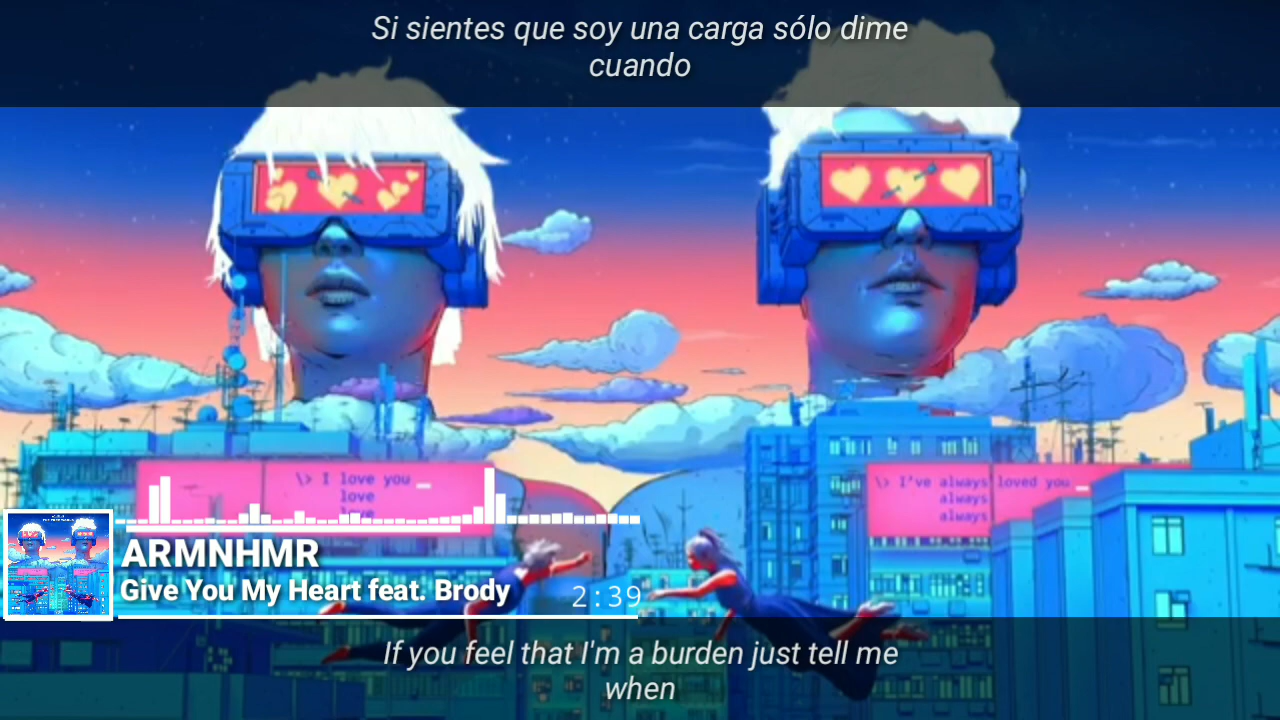 Si sientes que soy una carga sólo dime
cuando
\> I love you _
love
love
\> I've always loved you _
always
always
ARMNHMR
Give You My Heart feat. Brody
2:39
If you feel that I'm a burden just tell me
when